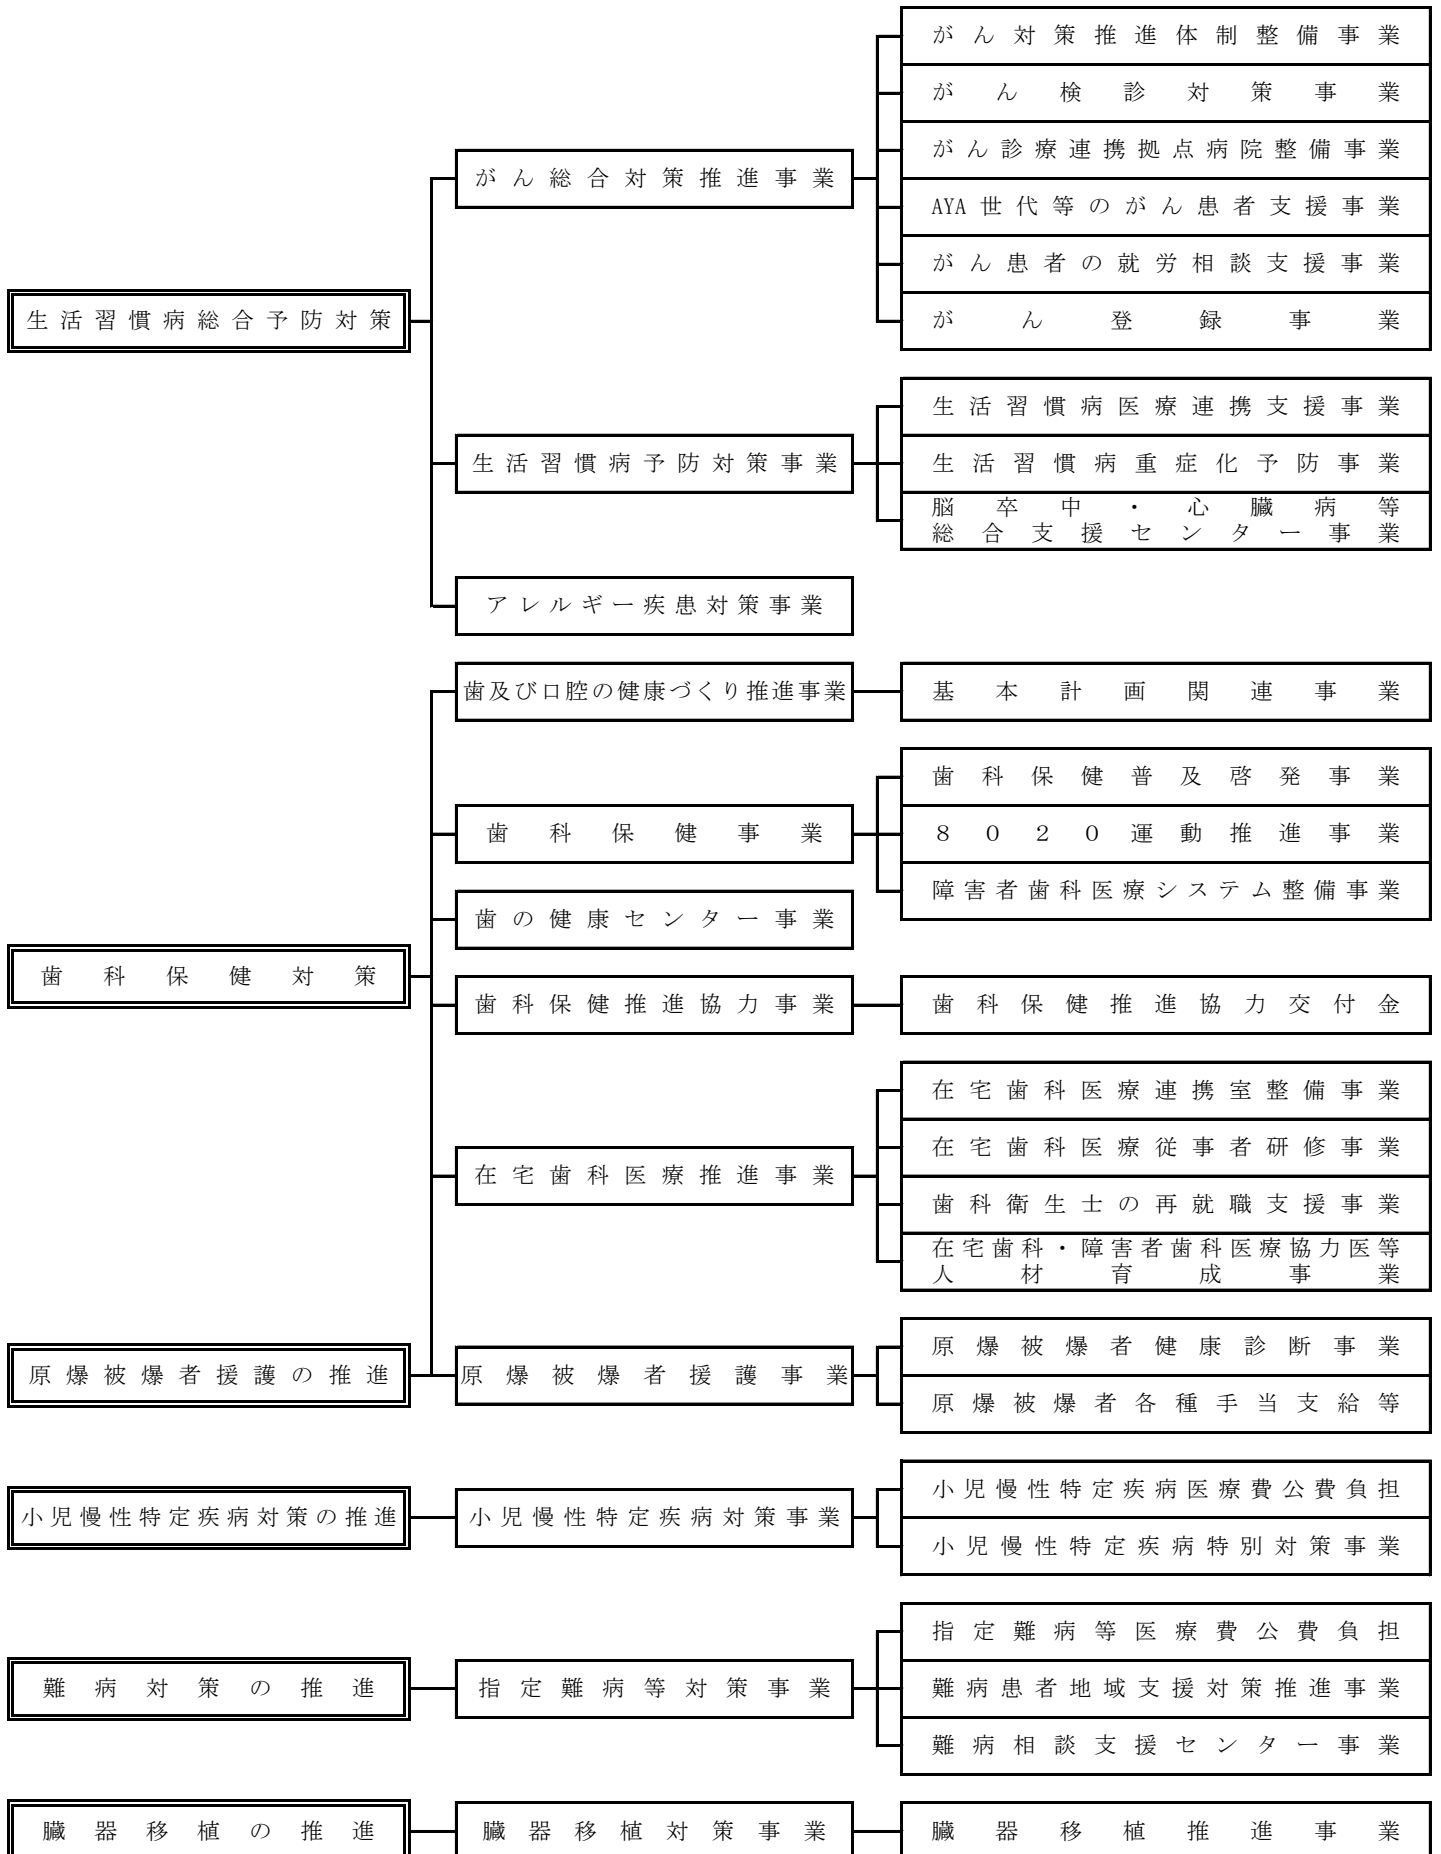 がん対策推進体制整備事業
がん検診対策事業
がん診療連携拠点病院整備事業
がん総合対策推進事業
AYA世代等のがん患者支援事業
がん患者の就労相談支援事業
生活習慣病総合予防対策
がん登録事業
生活習慣病医療連携支援事業
生活習慣病予防対策事業
生活習慣病重症化予防事業
脳卒中・心臓病等
総合支援センター事業
アレルギー疾患対策事業
歯及び口腔の健康づくり推進事業
基本計画関連事業
歯科保健普及啓発事業
歯科保健事業
８０２０運動推進事業
障害者歯科医療システム整備事業
歯の健康センター事業
歯科保健対策
歯科保健推進協力事業
歯科保健推進協力交付金
在宅歯科医療連携室整備事業
在宅歯科医療従事者研修事業
在宅歯科医療推進事業
歯科衛生士の再就職支援事業
在宅歯科・障害者歯科医療協力医等
人材育成事業
原爆被爆者援護の推進
原爆被爆者援護事業
原爆被爆者健康診断事業
原爆被爆者各種手当支給等
小児慢性特定疾病対策の推進
小児慢性特定疾病対策事業
小児慢性特定疾病医療費公費負担
小児慢性特定疾病特別対策事業
指定難病等医療費公費負担
難病対策の推進
指定難病等対策事業
難病患者地域支援対策推進事業
難病相談支援センター事業
臓器移植の推進
臓器移植対策事業
臓器移植推進事業